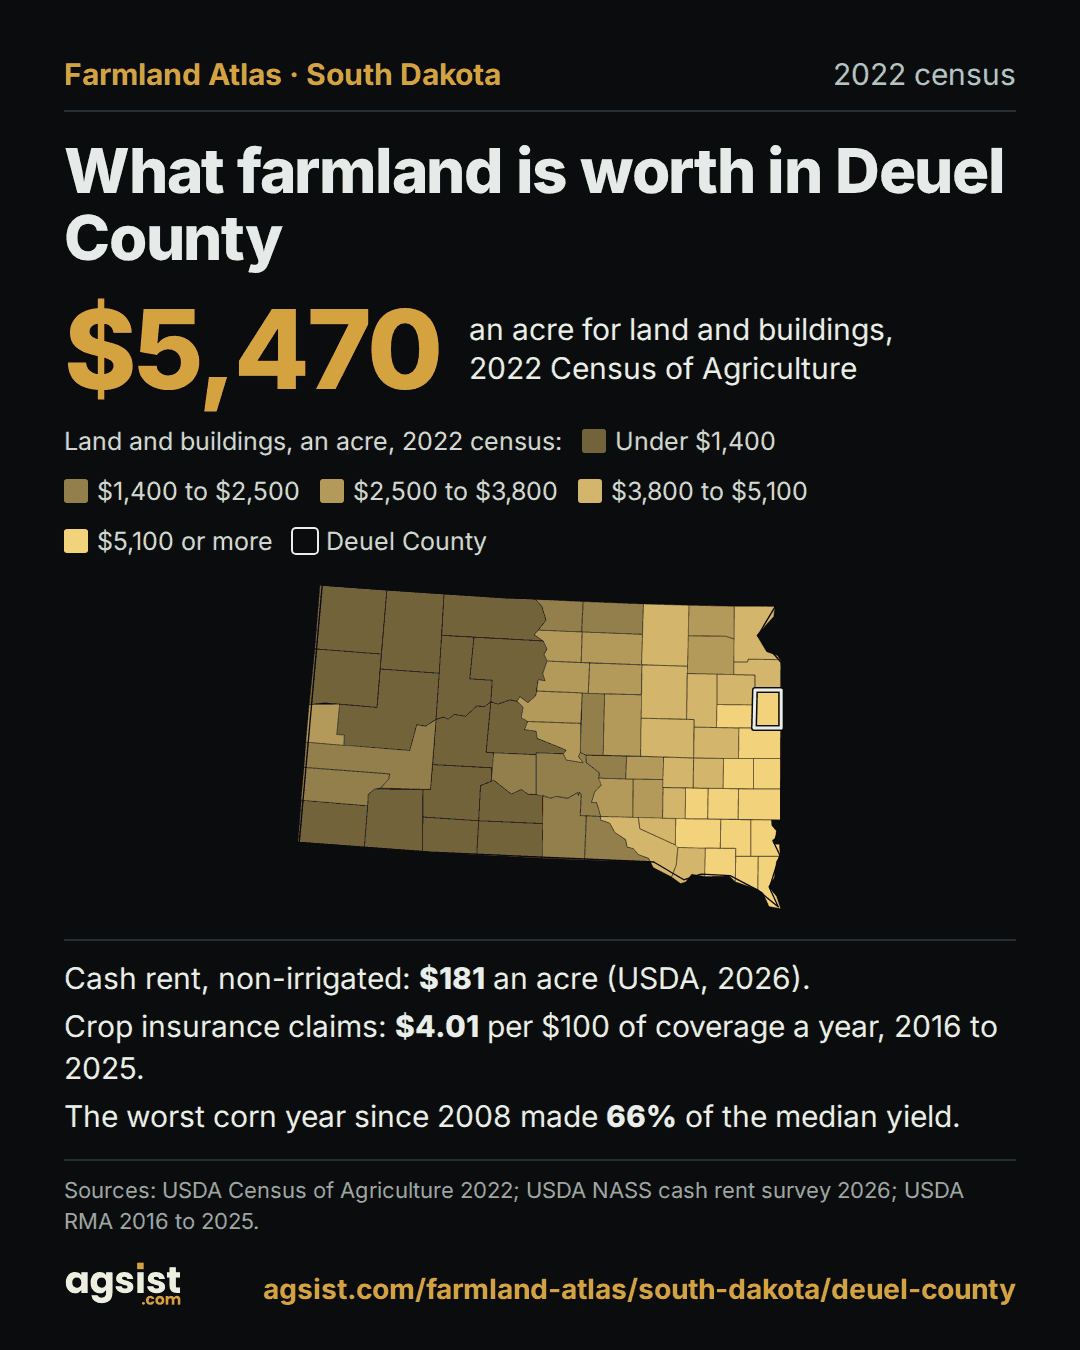 Farmland Atlas · South Dakota
2022 census
What farmland is worth in Deuel
County
$5,470
an acre for land and buildings,
2022 Census of Agriculture
Land and buildings, an acre, 2022 census: Under $1,400
$1,400 to $2,500 $2,500 to $3,800 $3,800 to $5,100
$5,100 or more Deuel County
Cash rent, non-irrigated: $181 an acre (USDA, 2026).
Crop insurance claims: $4.01 per $100 of coverage a year, 2016 to
2025.
The worst corn year since 2008 made 66% of the median yield.
Sources: USDA Census of Agriculture 2022; USDA NASS cash rent survey 2026; USDA
RMA 2016 to 2025.
agsist
.com
agsist.com/farmland-atlas/south-dakota/deuel-county